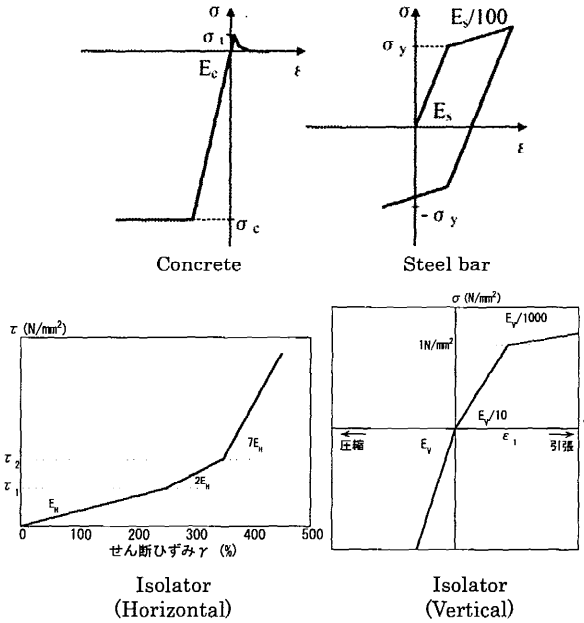 σ
σ t
E c
ε
σ c
Concrete
σ
E s/100
σ y
E s
ε
- σ y
Steel bar
τ (N/mm²)
τ 2
τ 1
E H
2E H
7E H
0 100 200 300 400 500
せん断ひずみ γ (%)
Isolator
(Horizontal)
σ (N/mm²)
E V/1000
1N/mm²
E V/10
E V
ε 1
圧縮
引張
Isolator
(Vertical)